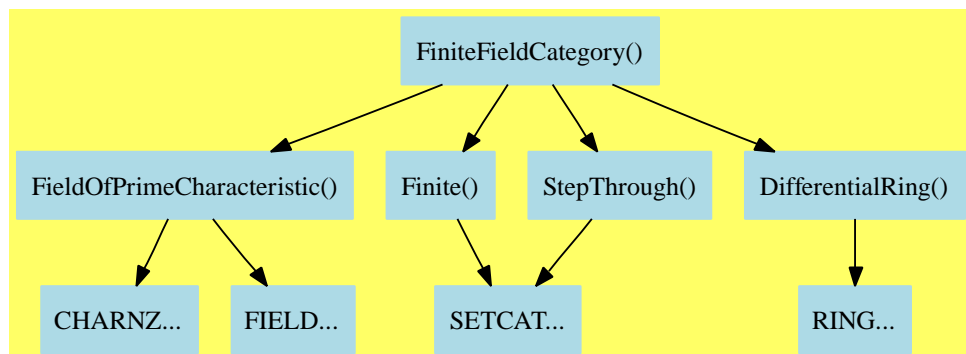 FiniteFieldCategory()
FieldOfPrimeCharacteristic()
Finite()
StepThrough()
DifferentialRing()
CHARNZ...
FIELD...
SETCAT...
RING...